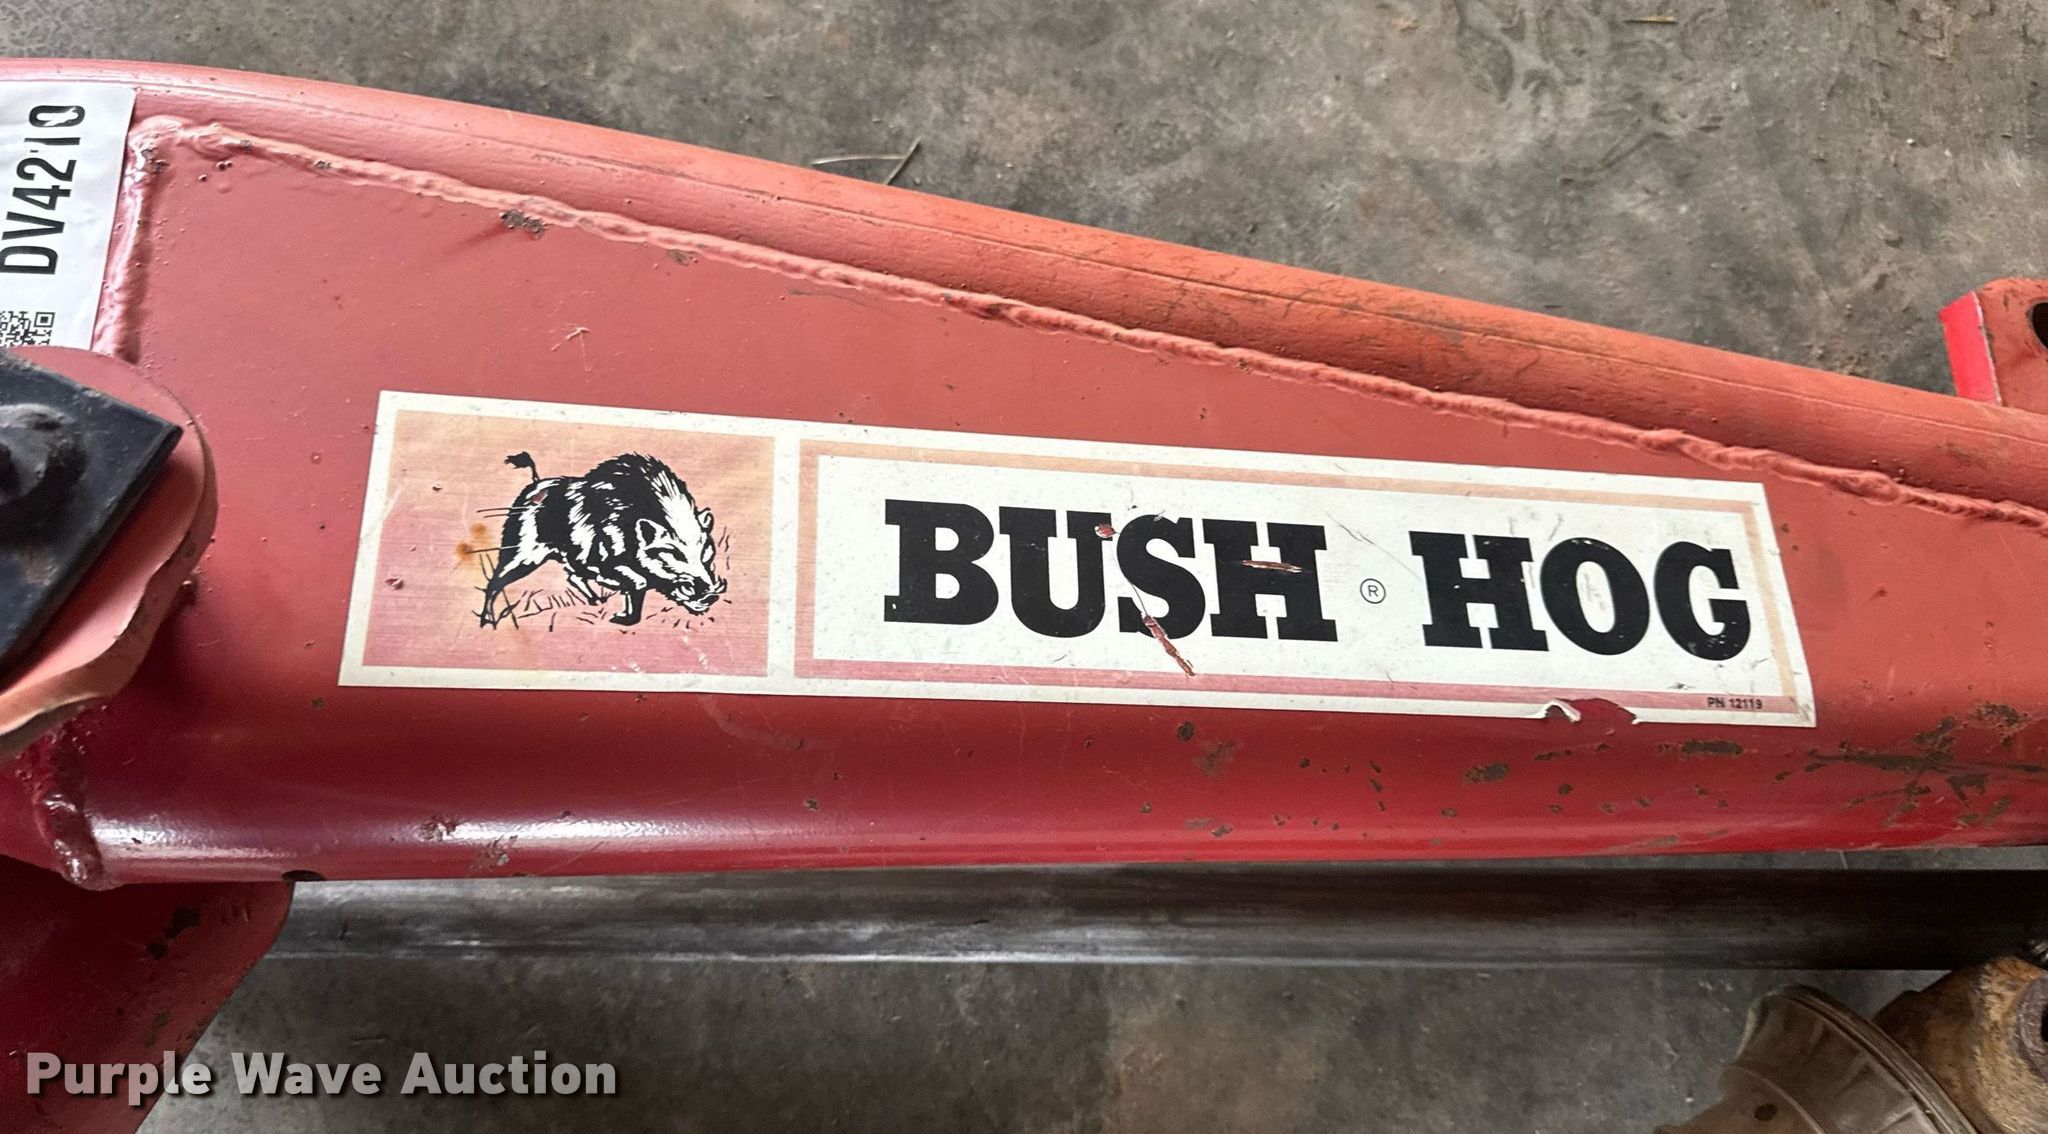 DV4210
BUSH ® HOG
PN 12119
Purple Wave Auction